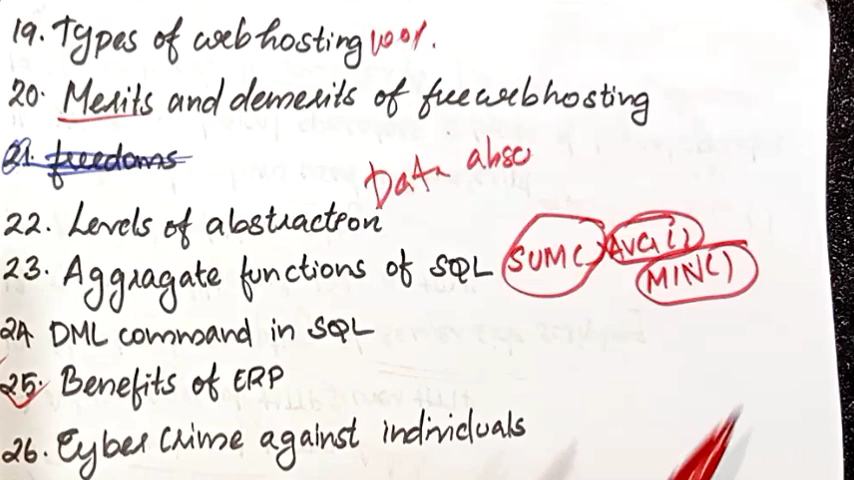 19. Types of webhosting 100%.
20. Merits and demerits of free webhosting
21. freedoms
Data absc
22. Levels of abstraction
23. Aggragate functions of SQL SUM( ) AVG( ) MIN( )
24 DML command in SQL
25. Benefits of ERP
26. Cyber Crime against individuals